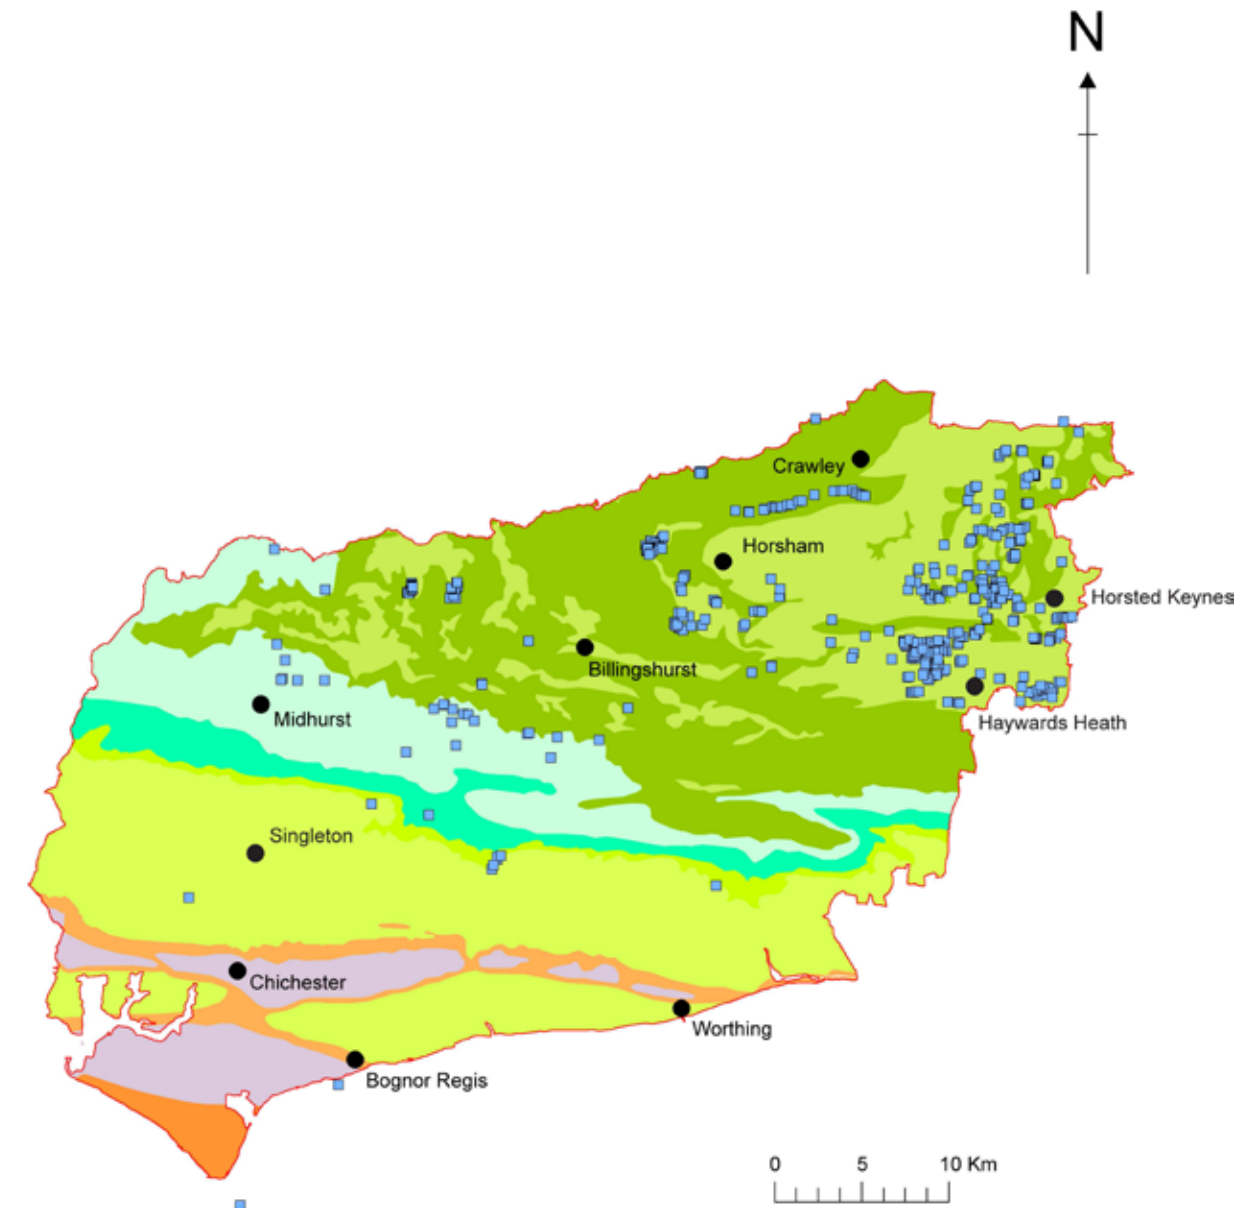 N
Crawley
Horsham
Horsted Keynes
Billingshurst
Midhurst
Haywards Heath
Singleton
Chichester
Worthing
Bognor Regis
0 5 10 Km